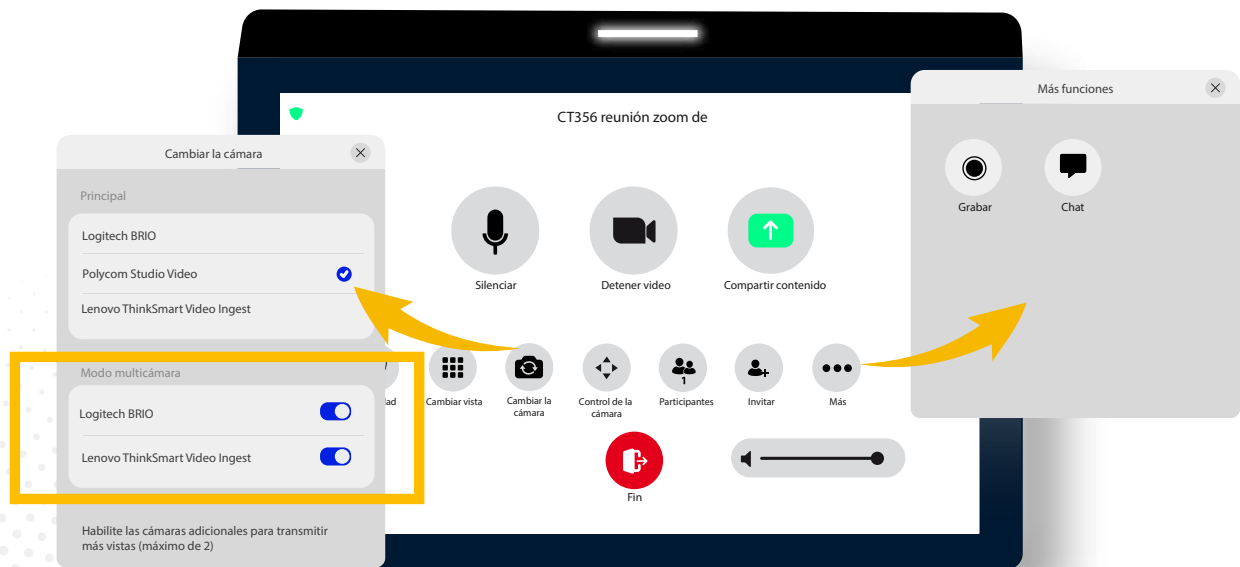 CT356 reunión zoom de
Silenciar
Detener video
Compartir contenido
ad
Cambiar vista
Cambiar la
cámara
Control de la
cámara
1
Participantes
Invitar
Más
Fin
Cambiar la cámara
Principal
Logitech BRIO
Polycom Studio Video
Lenovo ThinkSmart Video Ingest
Modo multicámara
Logitech BRIO
Lenovo ThinkSmart Video Ingest
Habilite las cámaras adicionales para transmitir
más vistas (máximo de 2)
Más funciones
Grabar
Chat